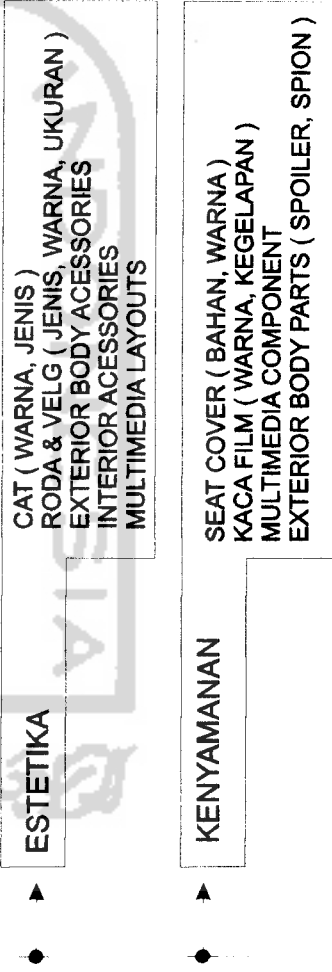 ESTETIKA
CAT ( WARNA, JENIS )
RODA & VELG ( JENIS, WARNA, UKURAN )
EXTERIOR BODY ACESSORIES
INTERIOR ACESSORIES
MULTIMEDIA LAYOUTS
KENYAMANAN
SEAT COVER ( BAHAN, WARNA )
KACA FILM ( WARNA, KEGELAPAN )
MULTIMEDIA COMPONENT
EXTERIOR BODY PARTS ( SPOILER, SPION )